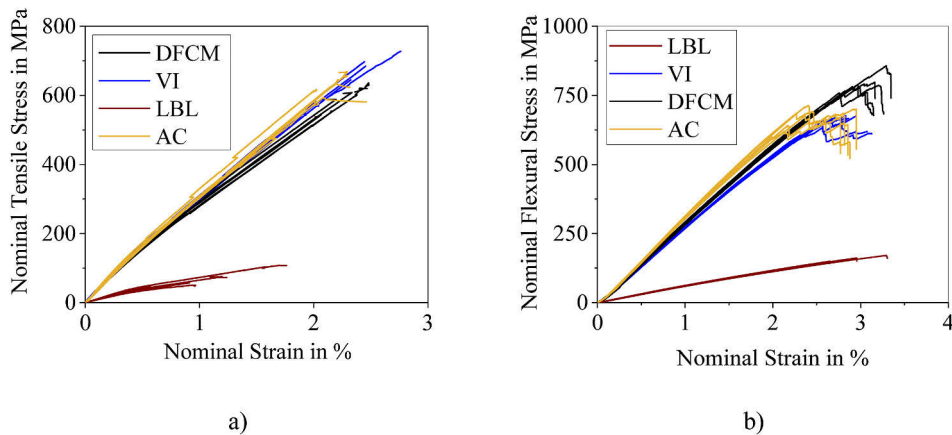 Nominal Tensile Stress in MPa
800
600
400
200
0
DFCM
VI
LBL
AC
0 1 2 3
Nominal Strain in %
a)
Nominal Flexural Stress in MPa
1000
750
500
250
0
LBL
VI
DFCM
AC
0 1 2 3 4
Nominal Strain in %
b)